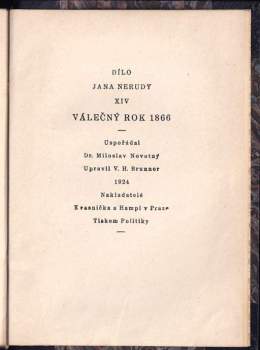 DÍLO
JANA NERUDY
XIV
VÁLEČNÝ ROK 1866
Uspořádal
Dr. Miloslav Novotný
Upravil V. H. Brunner
1924
Nakladatelé
Kvasnička a Hampl v Praze
Tiskem Politiky